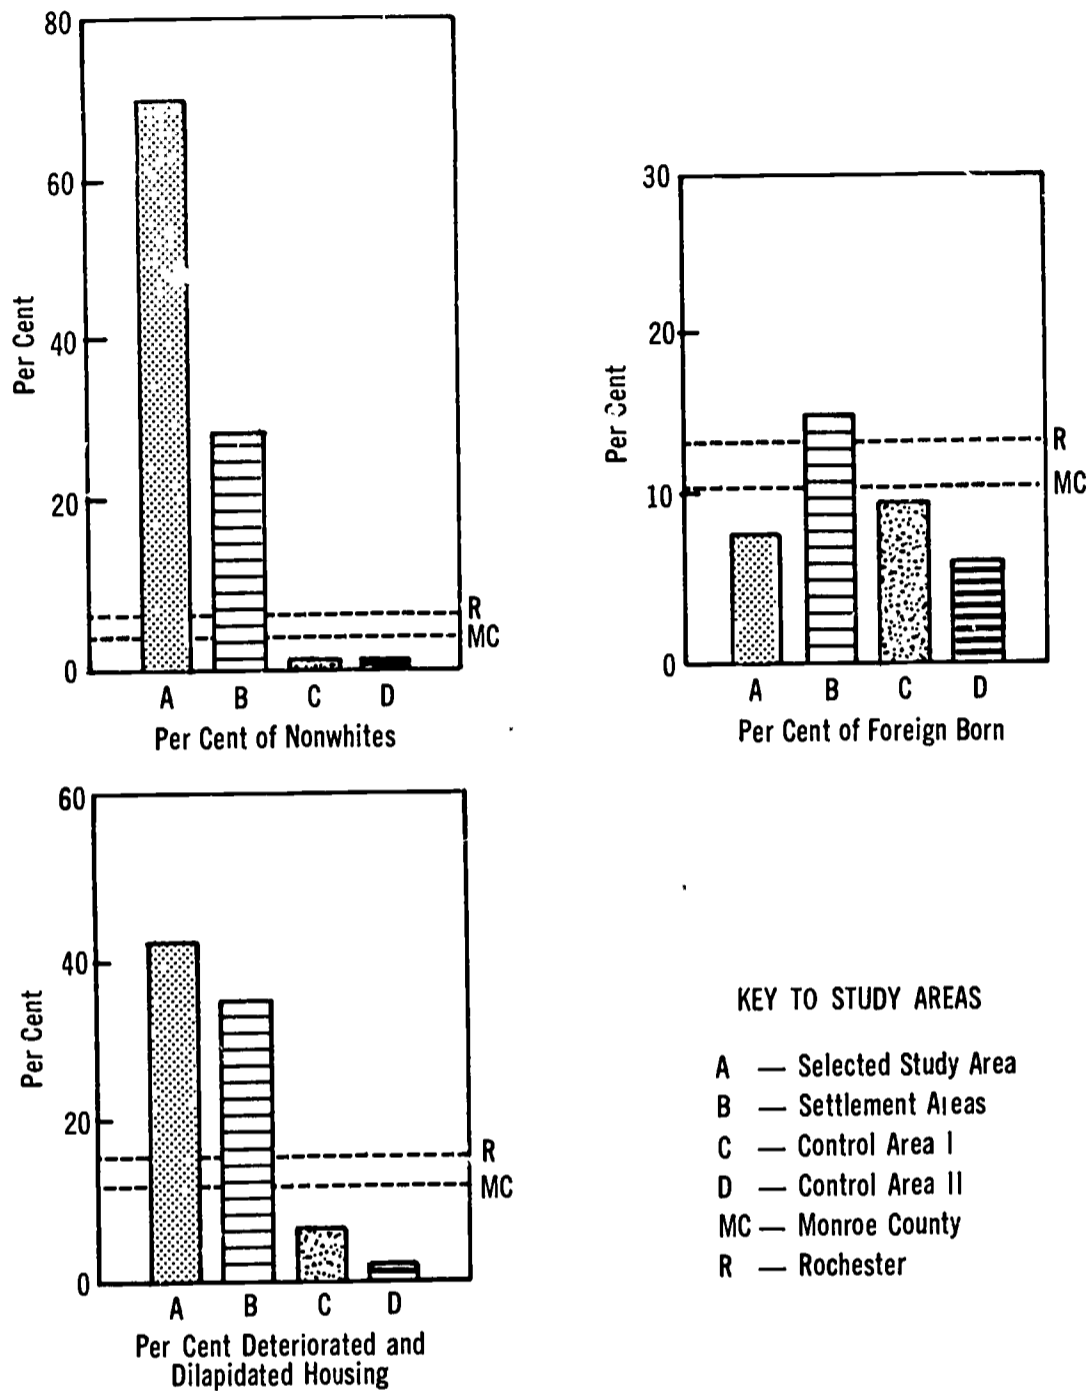 80
60
40
20
0
Per Cent
R
MC
A B C D
Per Cent of Nonwhites
30
20
10
0
Per Cent
R
MC
A B C D
Per Cent of Foreign Born
60
40
20
0
Per Cent
R
MC
A B C D
Per Cent Deteriorated and
Dilapidated Housing
KEY TO STUDY AREAS
A — Selected Study Area
B — Settlement Areas
C — Control Area I
D — Control Area II
MC — Monroe County
R — Rochester